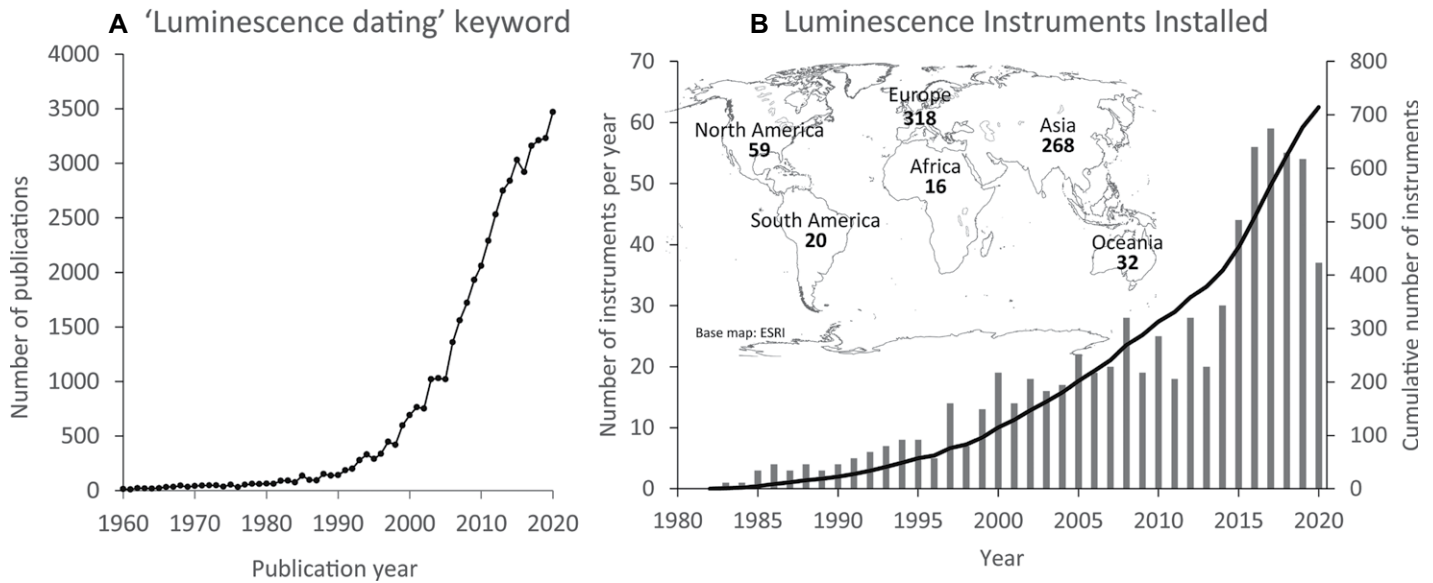 A 'Luminescence dating' keyword
Number of publications
4000
3500
3000
2500
2000
1500
1000
500
0
1960 1970 1980 1990 2000 2010 2020
Publication year
B Luminescence Instruments Installed
Number of instruments per year
70
60
50
40
30
20
10
0
Europe
318
North America
59
Asia
268
Africa
16
South America
20
Oceania
32
Base map: ESRI
800
700
600
500
400
300
200
100
0
Cumulative number of instruments
1980 1985 1990 1995 2000 2005 2010 2015 2020
Year